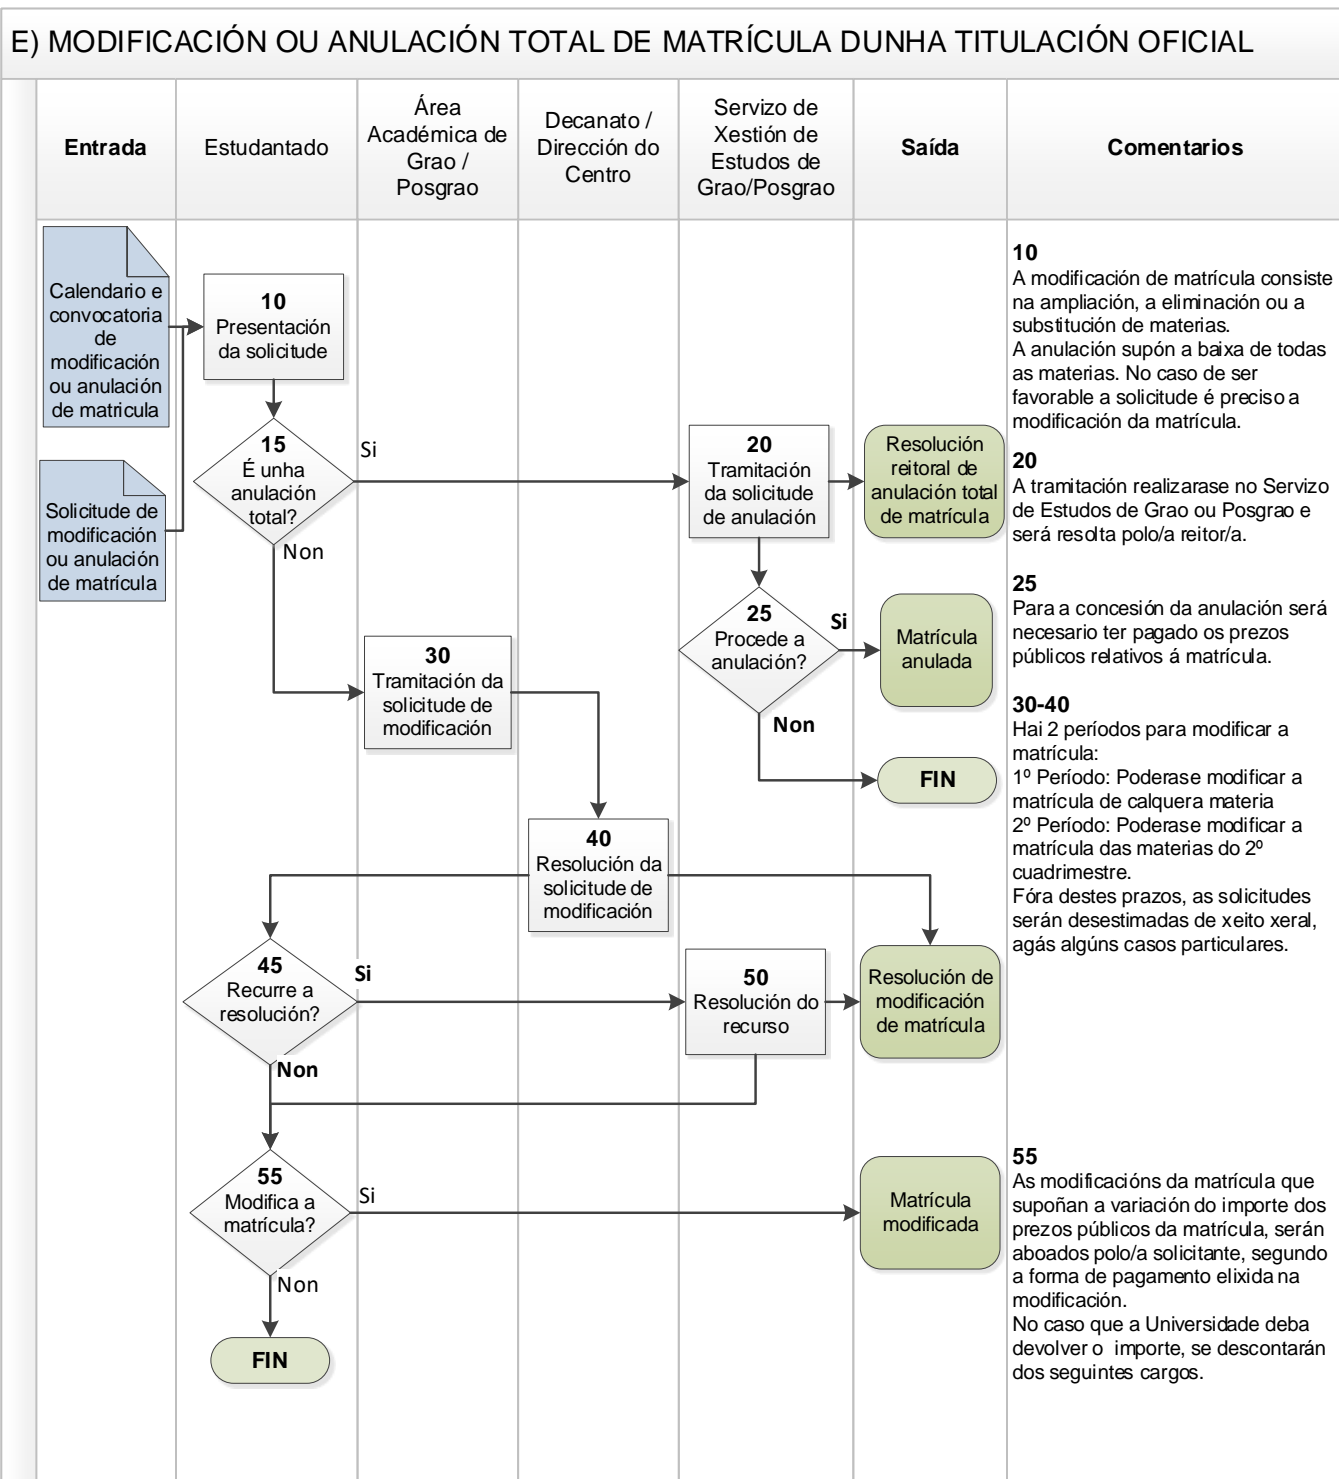 E) MODIFICACIÓN OU ANULACIÓN TOTAL DE MATRÍCULA DUNHA TITULACIÓN OFICIAL
Entrada
Estudantado
Área
Académica de
Grao /
Posgrao
Decanato /
Dirección do
Centro
Servizo de
Xestión de
Estudos de
Grao/Posgrao
Saída
Comentarios
Calendario e
convocatoria
de
modificación
ou anulación
de matricula
Solicitude de
modificación
ou anulación
de matrícula
10
Presentación
da solicitude
15
É unha
anulación
total?
Si
Non
20
Tramitación
da solicitude
de anulación
Resolución
reitoral de
anulación total
de matrícula
25
Procede a
anulación?
Si
Non
Matrícula
anulada
FIN
30
Tramitación da
solicitude de
modificación
40
Resolución da
solicitude de
modificación
45
Recurre a
resolución?
Si
Non
50
Resolución do
recurso
Resolución de
modificación
de matrícula
55
Modifica a
matrícula?
Si
Non
Matrícula
modificada
FIN
10
A modificación de matrícula consiste
na ampliación, a eliminación ou a
substitución de materias.
A anulación supón a baixa de todas
as materias. No caso de ser
favorable a solicitude é preciso a
modificación da matrícula.
20
A tramitación realizarase no Servizo
de Estudos de Grao ou Posgrao e
será resolta polo/a reitor/a.
25
Para a concesión da anulación será
necesario ter pagado os prezos
públicos relativos á matrícula.
30-40
Hai 2 períodos para modificar a
matrícula:
1º Período: Poderase modificar a
matrícula de calquera materia
2º Período: Poderase modificar a
matrícula das materias do 2º
cuadrimestre.
Fóra destes prazos, as solicitudes
serán desestimadas de xeito xeral,
agás algúns casos particulares.
55
As modificacións da matrícula que
supoñan a variación do importe dos
prezos públicos da matrícula, serán
aboados polo/a solicitante, segundo
a forma de pagamento elixida na
modificación.
No caso que a Universidade deba
devolver o importe, se descontarán
dos seguintes cargos.